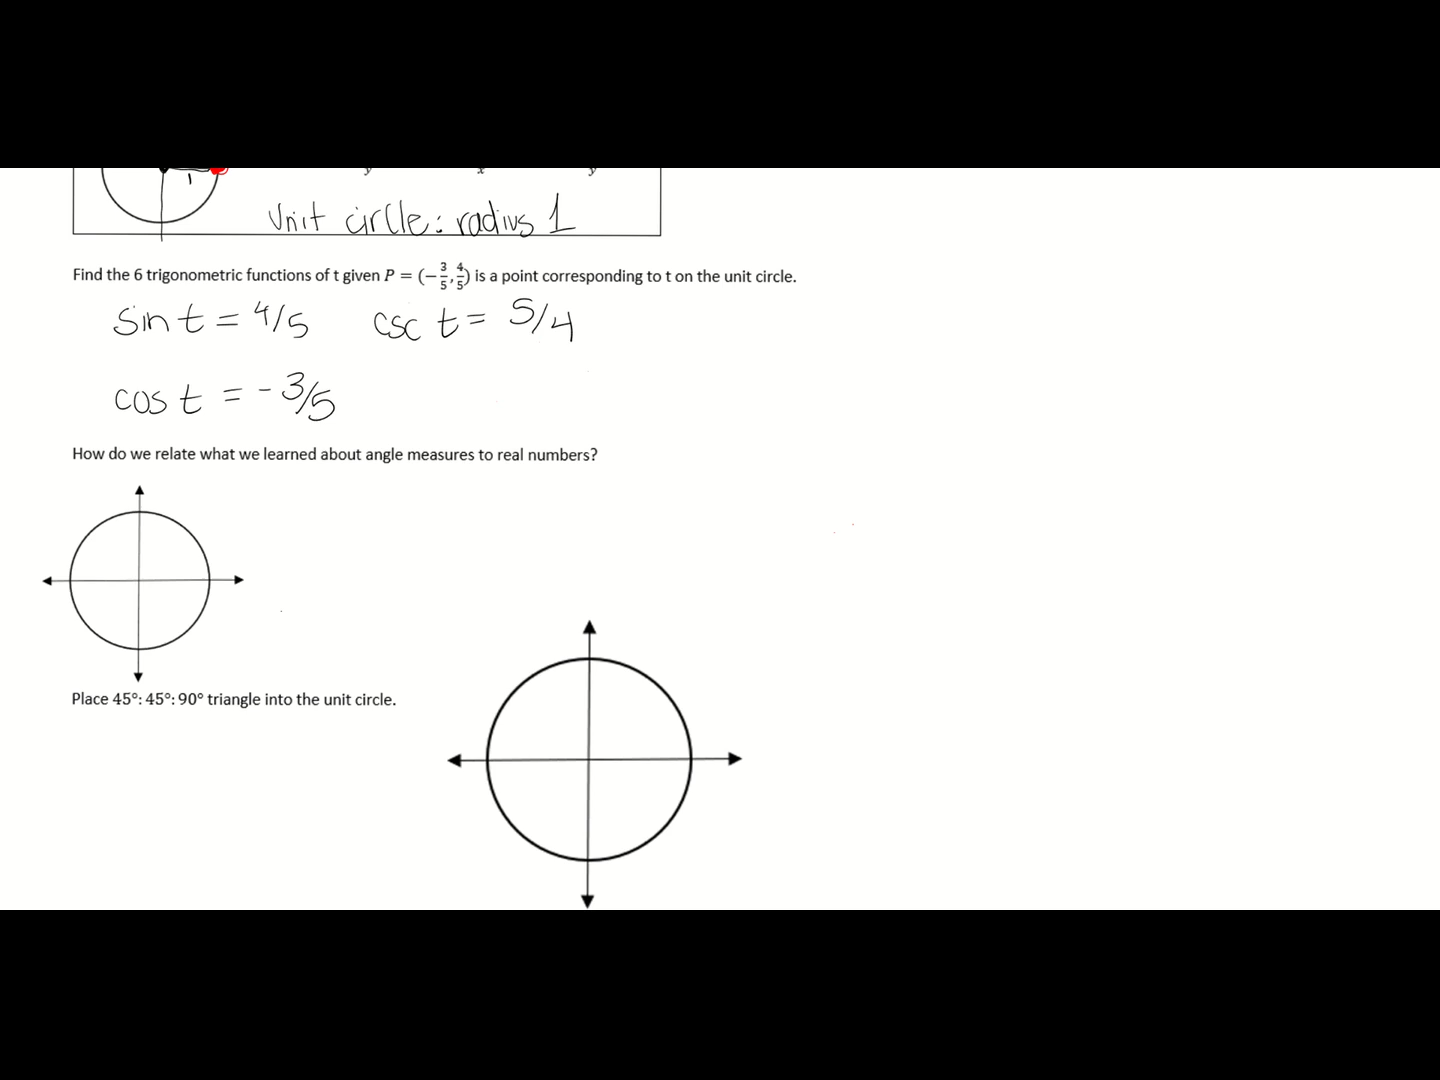 1
y x y
Unit circle: radius 1
Find the 6 trigonometric functions of t given P = (−3/5, 4/5) is a point corresponding to t on the unit circle.
sin t = 4/5 csc t = 5/4
cos t = -3/5
How do we relate what we learned about angle measures to real numbers?
Place 45°: 45°: 90° triangle into the unit circle.